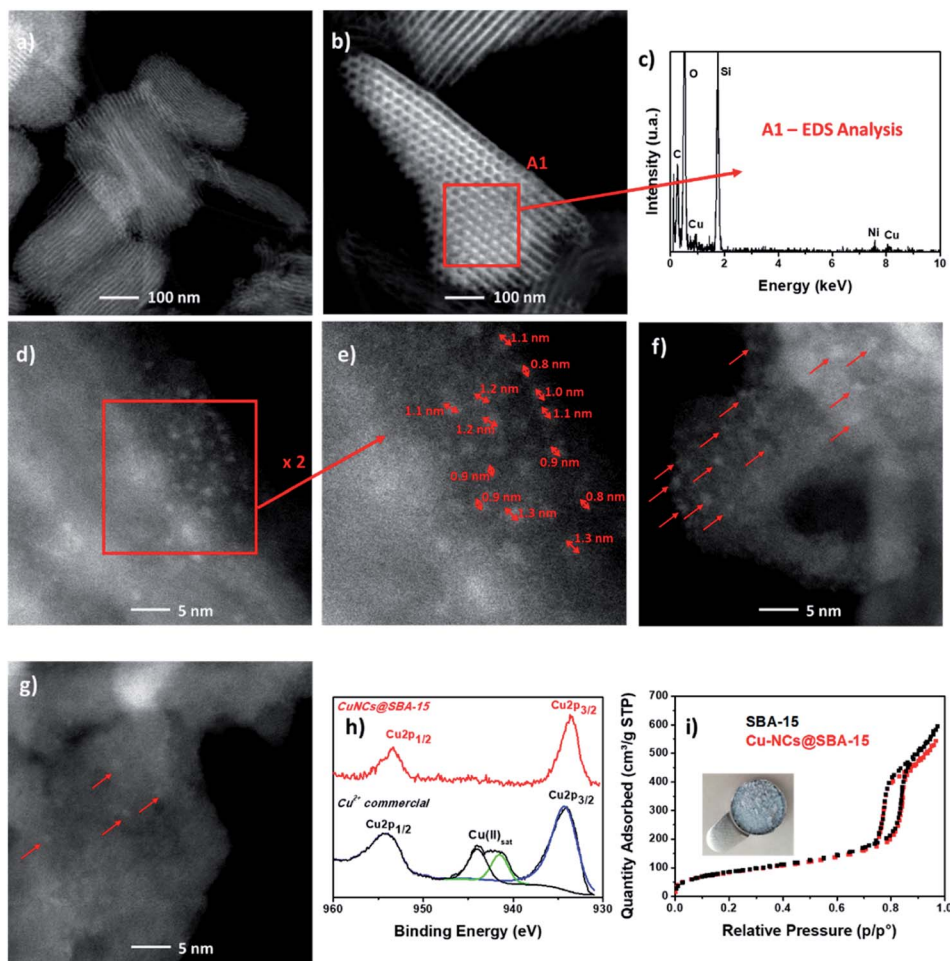 a)
100 nm
b)
A1
100 nm
c)
Intensity (u.a.)
C
O
Cu
Si
A1 – EDS Analysis
Ni
Cu
0 2 4 6 8 10
Energy (keV)
d)
x 2
5 nm
e)
1.1 nm
0.8 nm
1.2 nm
1.0 nm
1.1 nm
1.1 nm
1.2 nm
0.9 nm
0.9 nm
0.9 nm
0.8 nm
1.3 nm
1.3 nm
f)
5 nm
g)
5 nm
h)
CuNCs@SBA-15
Cu2p1/2
Cu2p3/2
Cu²⁺ commercial
Cu2p1/2
Cu(II)sat
Cu2p3/2
960 950 940 930
Binding Energy (eV)
i)
Quantity Adsorbed (cm³/g STP)
700
600
500
400
300
200
100
0
SBA-15
Cu-NCs@SBA-15
0.0 0.2 0.4 0.6 0.8 1.0
Relative Pressure (p/p°)